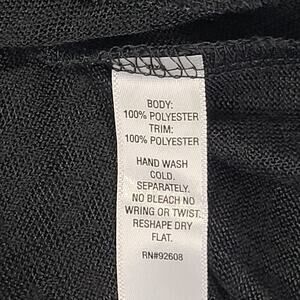 BODY:
100% POLYESTER
TRIM:
100% POLYESTER
HAND WASH
COLD.
SEPARATELY.
NO BLEACH NO
WRING OR TWIST.
RESHAPE DRY
FLAT.
RN#92608